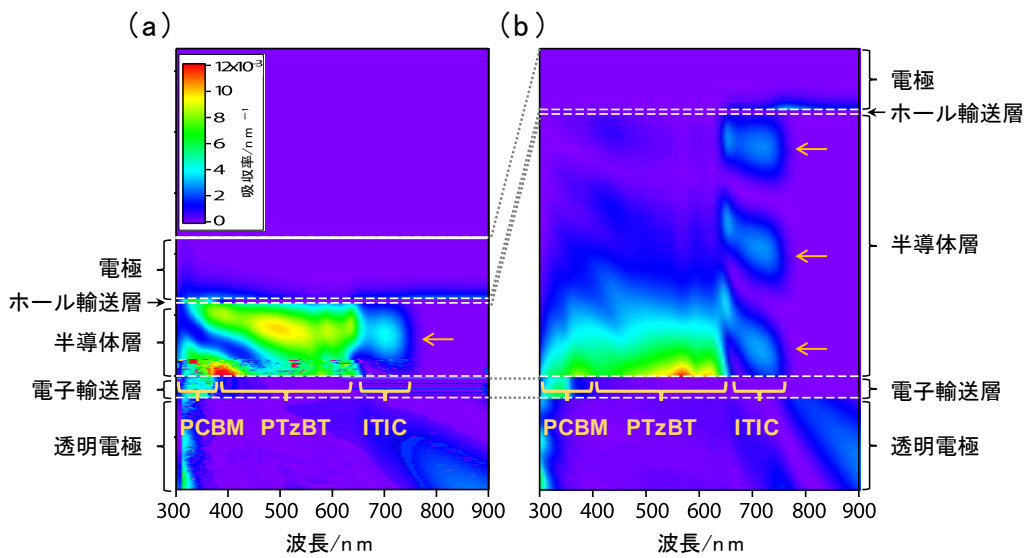 (a)
(b)
12x10⁻³
10
8
6
4
2
0
吸収率/nm⁻¹
電極
ホール輸送層
半導体層
電子輸送層
透明電極
PCBM PTzBT ITIC
300 400 500 600 700 800 900
波長/nm
電極
ホール輸送層
半導体層
電子輸送層
透明電極
PCBM PTzBT ITIC
300 400 500 600 700 800 900
波長/nm